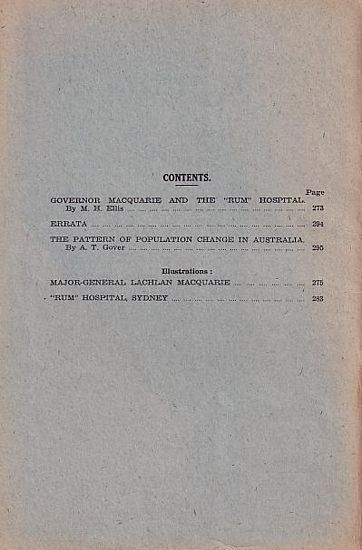 CONTENTS.
Page
GOVERNOR MACQUARIE AND THE "RUM" HOSPITAL.
By M. H. Ellis .... 273
ERRATA .... 294
THE PATTERN OF POPULATION CHANGE IN AUSTRALIA.
By A. T. Gover .... 295
Illustrations:
MAJOR-GENERAL LACHLAN MACQUARIE .... 275
"RUM" HOSPITAL, SYDNEY .... 283